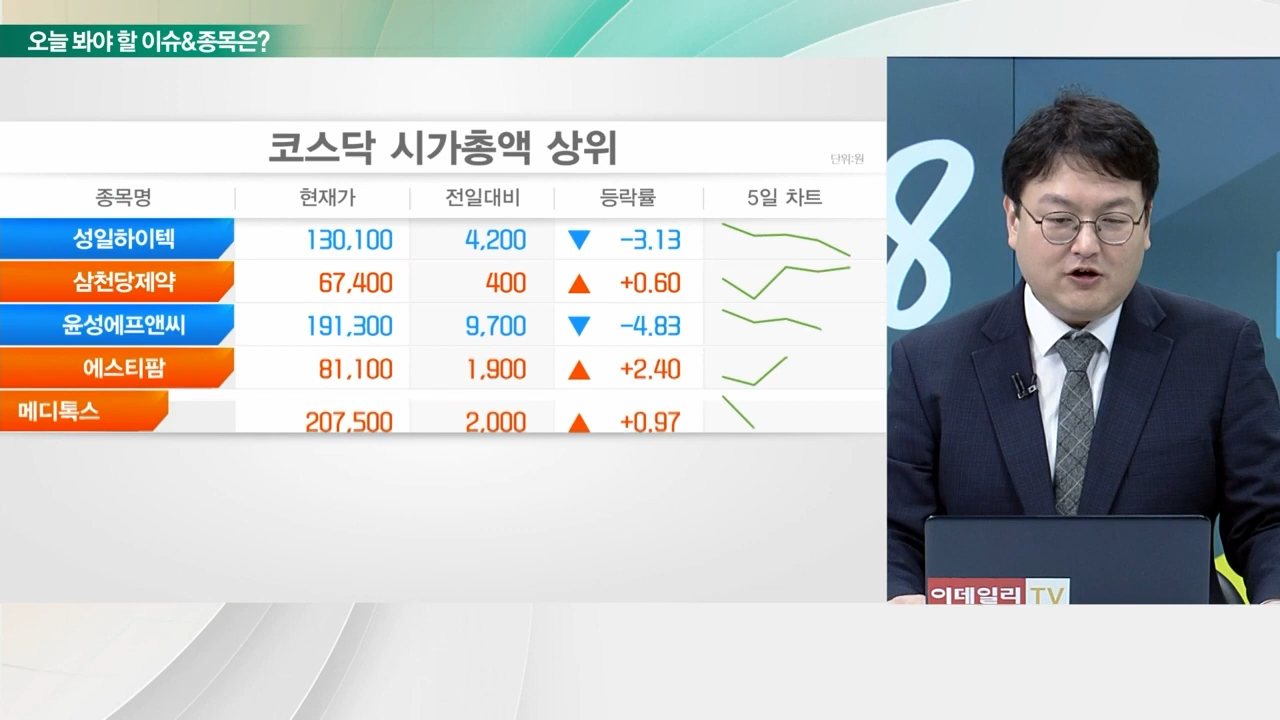 오늘 봐야 할 이슈&종목은?
코스닥 시가총액 상위
단위:원
종목명 현재가 전일대비 등락률 5일 차트
성일하이텍 130,100 4,200 ▼ -3.13
삼천당제약 67,400 400 ▲ +0.60
윤성에프앤씨 191,300 9,700 ▼ -4.83
에스티팜 81,100 1,900 ▲ +2.40
메디톡스 207,500 2,000 ▲ +0.97
8
이데일리 TV